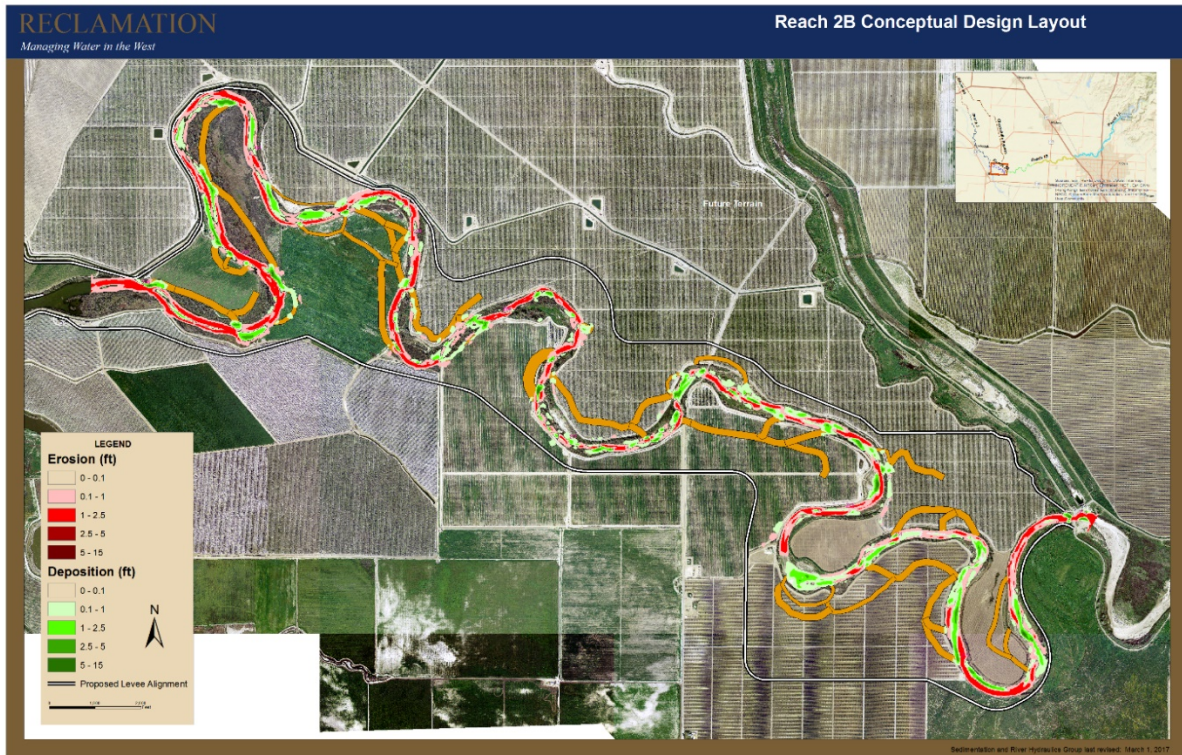 RECLAMATION
Managing Water in the West
Reach 2B Conceptual Design Layout
Future Terrain
LEGEND
Erosion (ft)
0 - 0.1
0.1 - 1
1 - 2.5
2.5 - 5
5 - 15
Deposition (ft)
0 - 0.1
0.1 - 1
1 - 2.5
2.5 - 5
5 - 15
N
Proposed Levee Alignment
Sedimentation and River Hydraulics Group last revised: March 1, 2017